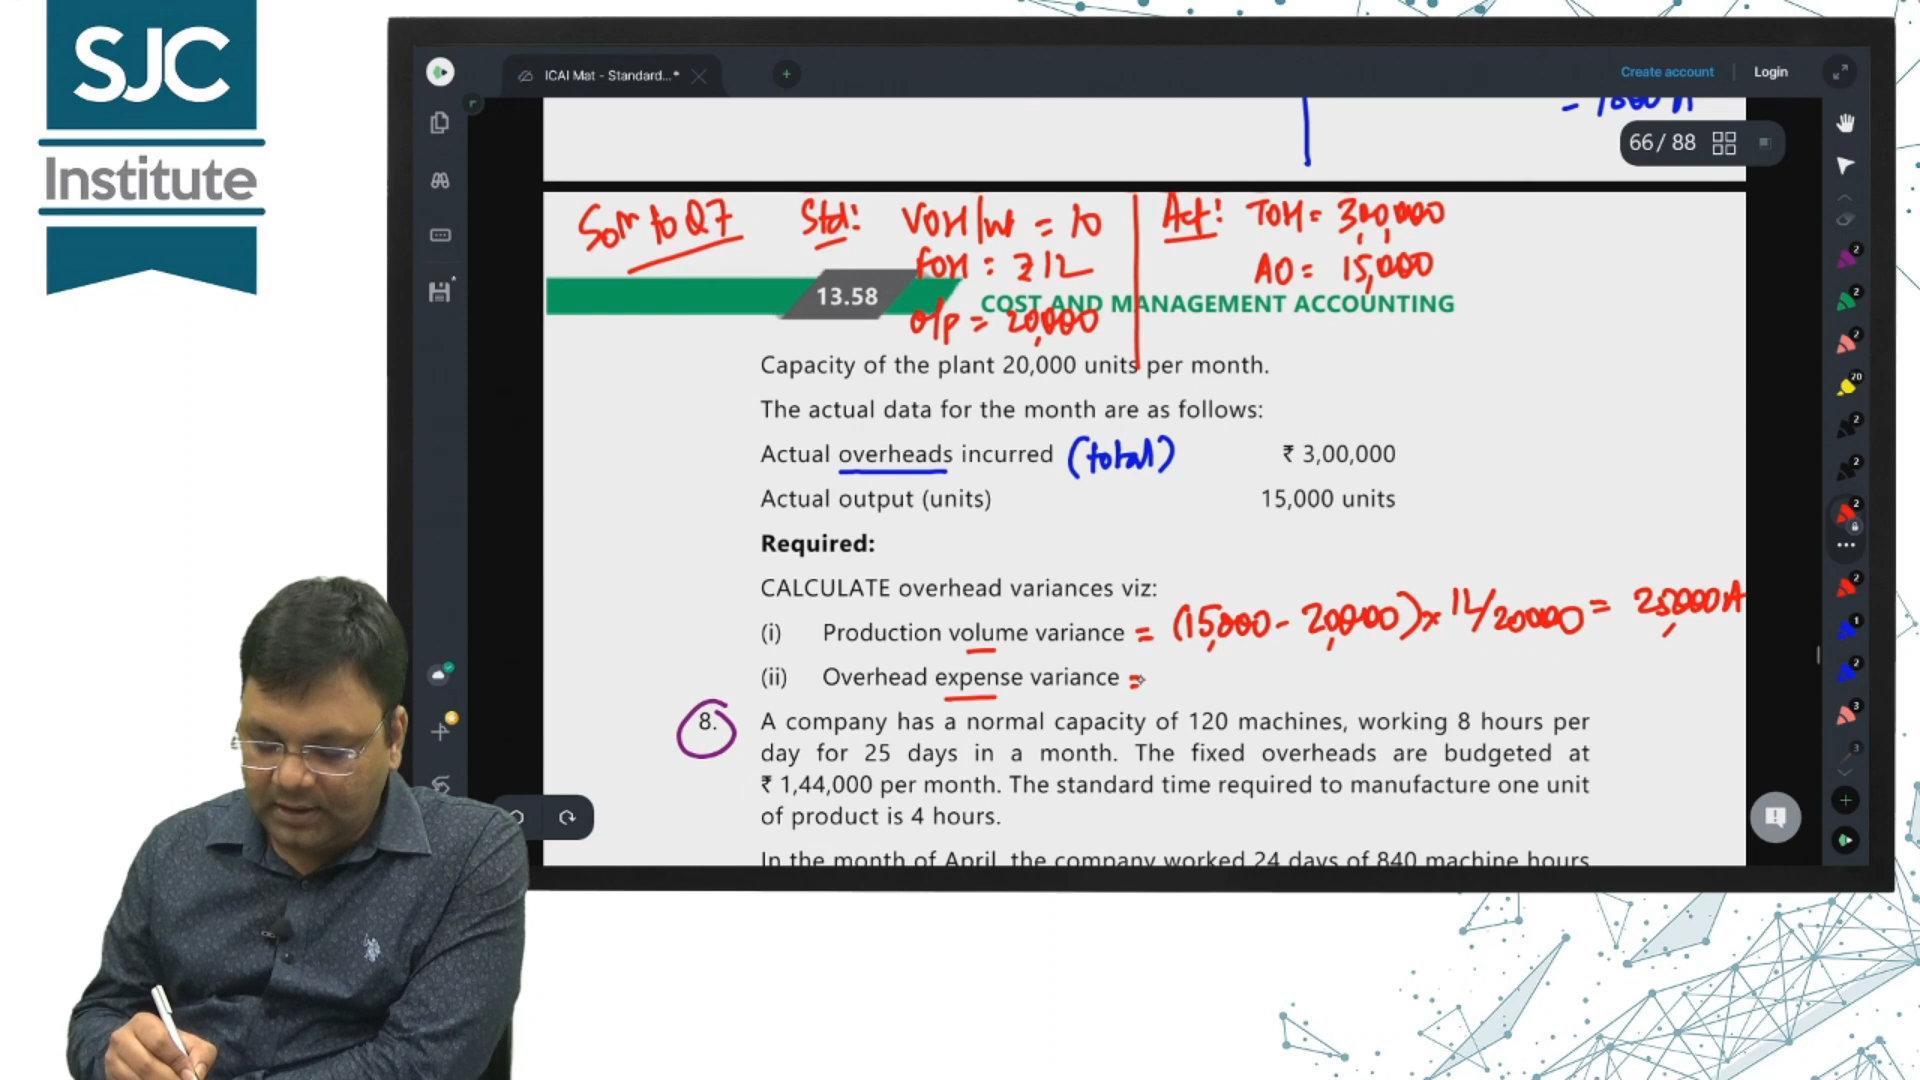 SJC
Institute
ICAI Mat - Standard...*
Create account
Login
66 / 88
Soln to Q7
Std: VOH/ut = 10
FOH: ₹12
O/P = 20,000
Act: TOH = 3,00,000
AO = 15,000
13.58
COST AND MANAGEMENT ACCOUNTING
Capacity of the plant 20,000 units per month.
The actual data for the month are as follows:
Actual overheads incurred (total) ₹ 3,00,000
Actual output (units) 15,000 units
Required:
CALCULATE overhead variances viz:
(i) Production volume variance = (15,000 - 20,000) × 12/20000 =
(ii) Overhead expense variance =
8. A company has a normal capacity of 120 machines, working 8 hours per
day for 25 days in a month. The fixed overheads are budgeted at
₹ 1,44,000 per month. The standard time required to manufacture one unit
of product is 4 hours.
In the month of April, the company worked 24 days of 840 machine hours